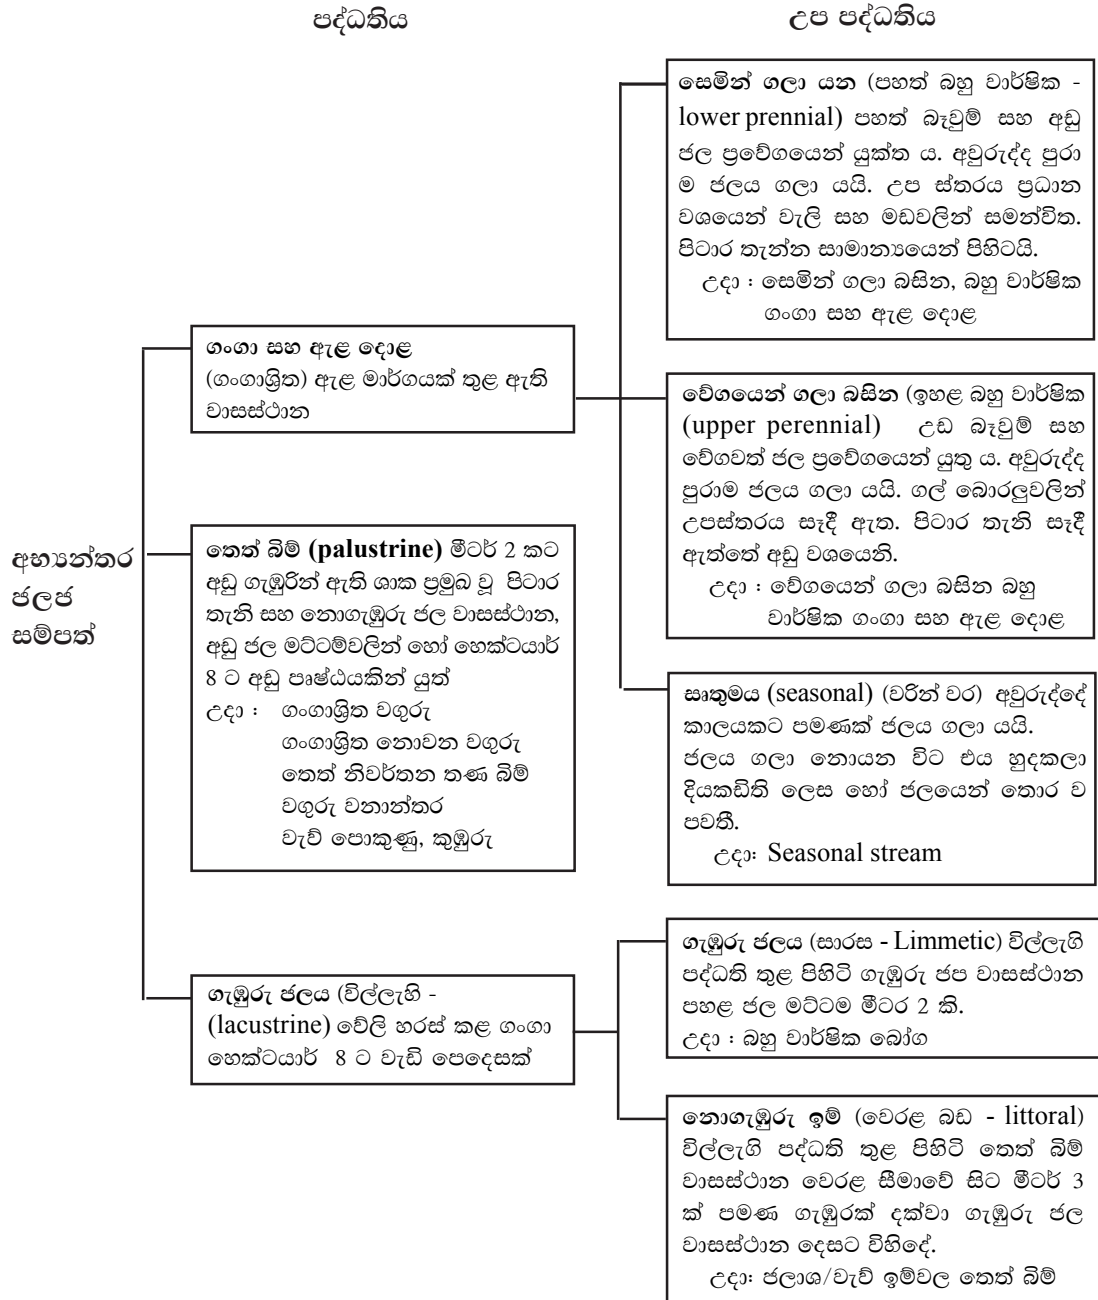 පද්ධතිය
උප පද්ධතිය
සෙමින් ගලා යන (පහත් බහු වාර්ෂික -
lower prennial) පහත් බෑවුම් සහ අඩු
ජල ප්‍රවේගයෙන් යුක්ත ය. අවුරුද්ද පුරා
ම ජලය ගලා යයි. උප ස්තරය ප්‍රධාන
වශයෙන් වැලි සහ මඩවලින් සමන්විත.
පිටාර තැන්න සාමාන්‍යයෙන් පිහිටයි.
උදා : සෙමින් ගලා බසින, බහු වාර්ෂික
ගංගා සහ ඇළ දොළ
ගංගා සහ ඇළ දොළ
(ගංගාශ්‍රිත) ඇළ මාර්ගයක් තුළ ඇති
වාසස්ථාන
වේගයෙන් ගලා බසින (ඉහළ බහු වාර්ෂික
(upper perennial) උඩ බෑවුම් සහ
වේගවත් ජල ප්‍රවේගයෙන් යුතු ය. අවුරුද්ද
පුරාම ජලය ගලා යයි. ගල් බොරලුවලින්
උපස්තරය සෑදී ඇත. පිටාර තැනි සෑදී
ඇත්තේ අඩු වශයෙනි.
උදා : වේගයෙන් ගලා බසින බහු
වාර්ෂික ගංගා සහ ඇළ දොළ
අභ්‍යන්තර
ජලජ
සම්පත්
තෙත් බිම් (palustrine) මීටර් 2 කට
අඩු ගැඹුරින් ඇති ශාක ප්‍රමුඛ වූ පිටාර
තැනි සහ නොගැඹුරු ජල වාසස්ථාන,
අඩු ජල මට්ටම්වලින් හෝ හෙක්ටයාර්
8 ට අඩු පෘෂ්ඨයකින් යුත්
උදා : ගංගාශ්‍රිත වගුරු
ගංගාශ්‍රිත නොවන වගුරු
තෙත් නිවර්තන තණ බිම්
වගුරු වනාන්තර
වැව් පොකුණු, කුඹුරු
සෘතුමය (seasonal) (වරින් වර) අවුරුද්දේ
කාලයකට පමණක් ජලය ගලා යයි.
ජලය ගලා නොයන විට එය හුදකලා
දියකඩිති ලෙස හෝ ජලයෙන් තොර ව
පවතී.
උදා: Seasonal stream
ගැඹුරු ජලය (සාරස - Limmetic) විල්ලැගි
පද්ධති තුළ පිහිටි ගැඹුරු ජප වාසස්ථාන
පහළ ජල මට්ටම මීටර 2 කි.
උදා : බහු වාර්ෂික බෝග
ගැඹුරු ජලය (විල්ලැහි -
(lacustrine) වේලි හරස් කළ ගංගා
හෙක්ටයාර් 8 ට වැඩි පෙදෙසක්
නොගැඹුරු ඉම් (වෙරළ බඩ - littoral)
විල්ලැගි පද්ධති තුළ පිහිටි තෙත් බිම්
වාසස්ථාන වෙරළ සීමාවේ සිට මීටර් 3
ක් පමණ ගැඹුරක් දක්වා ගැඹුරු ජල
වාසස්ථාන දෙසට විහිදේ.
උදා: ජලාශ/වැව් ඉම්වල තෙත් බිම්